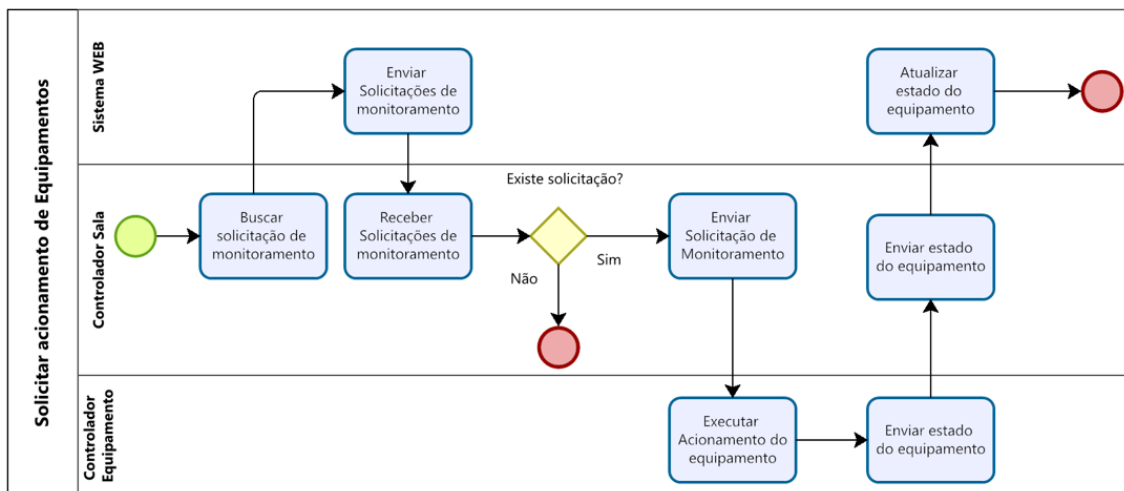 Solicitar acionamento de Equipamentos
Sistema WEB
Enviar
Solicitações de
monitoramento
Atualizar
estado do
equipamento
Controlador Sala
Buscar
solicitação de
monitoramento
Receber
Solicitações de
monitoramento
Existe solicitação?
Sim
Não
Enviar
Solicitação de
Monitoramento
Enviar estado
do equipamento
Controlador
Equipamento
Executar
Acionamento do
equipamento
Enviar estado
do equipamento